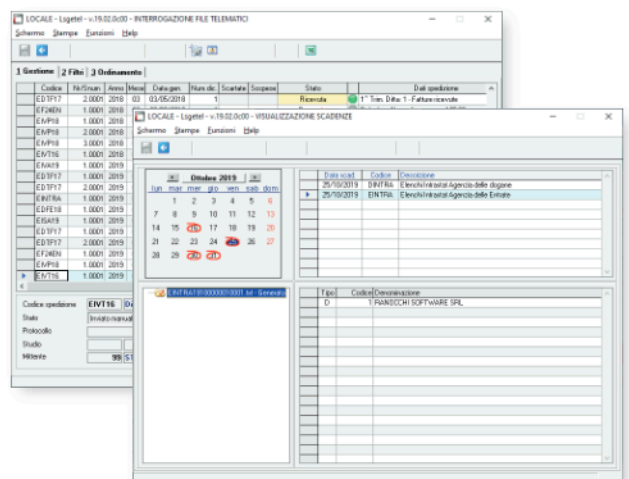 LOCALE - Lsgetel - v.19.02.0c00 - INTERROGAZIONE FILE TELEMATICI
Schermo Stampe Funzioni Help
1 Gestione 2 Filtri 3 Ordinamento
Codice Nr/Snum Anno Mese Data gen. Num.dic. Scartate Sospese Stato Dati spedizione
EDTF17 2.0001 2018 03 03/05/2018 1 Ricevuta 1° Trim. Ditta: 1 - Fatture ricevute
EF24EN 1.0001 2018
EIVP18 1.0001 2018
EIVP18 2.0001 2018
EIVP18 3.0001 2018
EIVT16 1.0001 2018
EIVA19 1.0001 2019
EDTF17 1.0001 2019
EDTF17 2.0001 2019
EINTRA 1.0001 2019
EDFE18 1.0001 2019
EISA19 1.0001 2019
EDTF17 1.0001 2019
EDTF17 2.0001 2019
EF24EN 1.0001 2019
EIVP18 1.0001 2019
EIVT16 1.0001 2019
Codice spedizione EIVT16
Stato Inviato manual
Protocollo
Studio
Mittente 99
LOCALE - Lsgetel - v.19.02.0c00 - VISUALIZZAZIONE SCADENZE
Schermo Stampe Funzioni Help
Ottobre 2019
lun mar mer gio ven sab dom
1 2 3 4 5 6
7 8 9 10 11 12 13
14 15 16 17 18 19 20
21 22 23 24 25 26 27
28 29 30 31
Data scad. Codice Descrizione
25/10/2019 DINTRA Elenchi Intrastat Agenzia delle dogane
25/10/2019 EINTRA Elenchi Intrastat Agenzia delle Entrate
Tipo Codice Denominazione
D 1 RANOCCHI SOFTWARE SRL